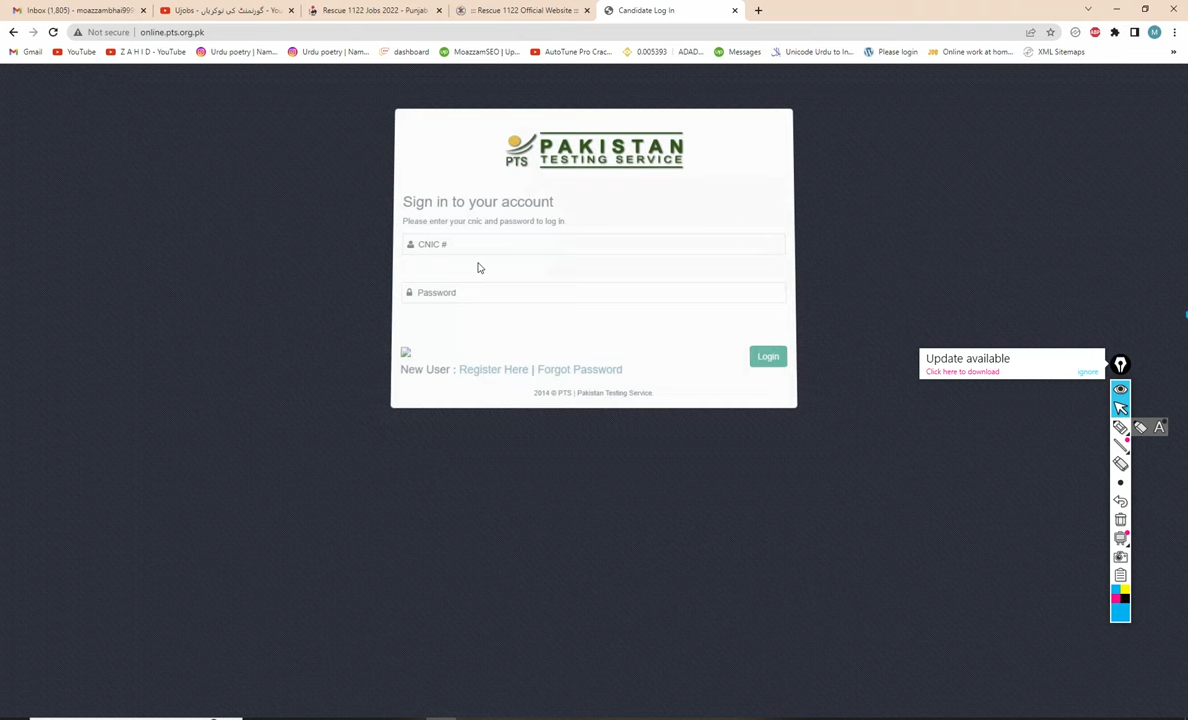 Inbox (1,805) - moazzambhai999
Ujobs - گورنمنٹ کی نوکریاں - You
Rescue 1122 Jobs 2022 - Punjab
:: Rescue 1122 Official Website ::
Candidate Log In
Not secure | online.pts.org.pk
Gmail
YouTube
Z A H I D - YouTube
Urdu poetry | Nam...
Urdu poetry | Nam...
dashboard
MoazzamSEO | Up...
AutoTune Pro Crac...
0.005393 | ADAD...
Messages
Unicode Urdu to In...
Please login
Online work at hom...
XML Sitemaps
»
ABP
M
PTS
PAKISTAN
TESTING SERVICE
Sign in to your account
Please enter your cnic and password to log in.
CNIC #
Password
Login
New User : Register Here | Forgot Password
2014 © PTS | Pakistan Testing Service.
Update available
Click here to download
ignore
A